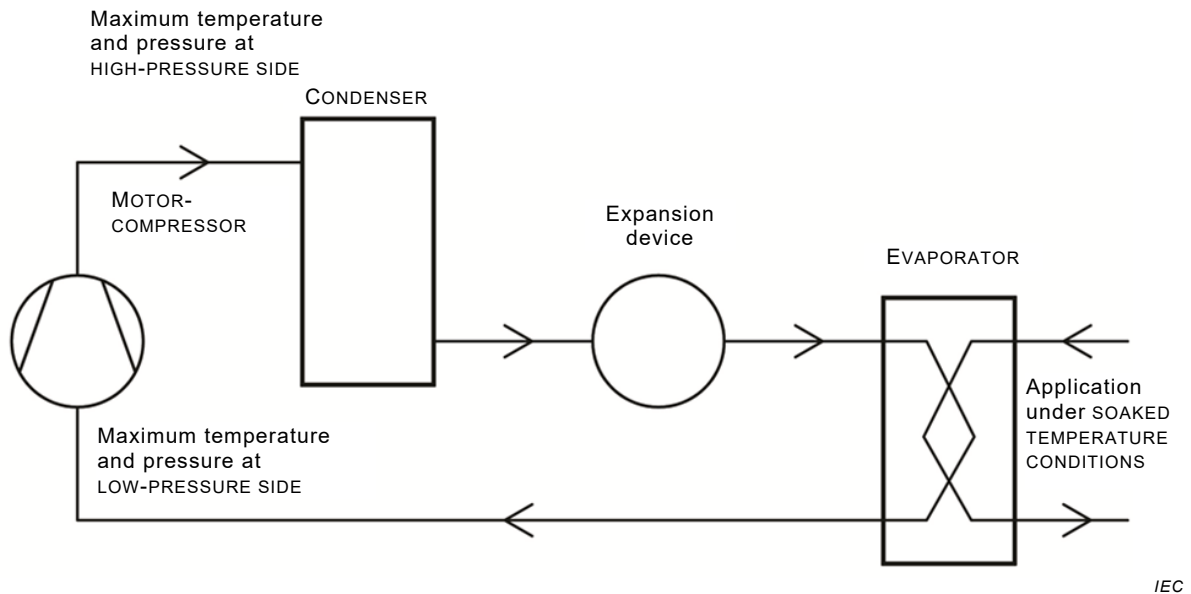 Maximum temperature
and pressure at
HIGH-PRESSURE SIDE
CONDENSER
MOTOR-
COMPRESSOR
Expansion
device
EVAPORATOR
Application
under SOAKED
TEMPERATURE
CONDITIONS
Maximum temperature
and pressure at
LOW-PRESSURE SIDE
IEC